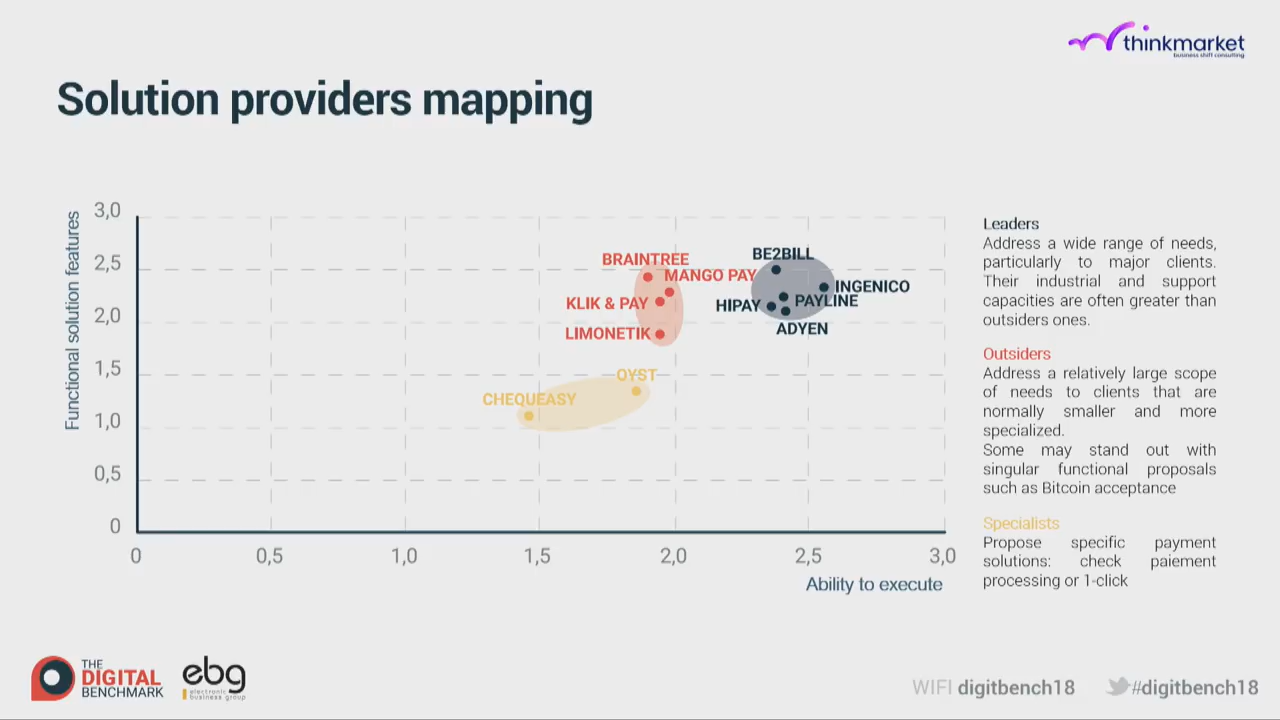 thinkmarket
business shift consulting
Solution providers mapping
Functional solution features
3,0
2,5
2,0
1,5
1,0
0,5
0
0
0,5
1,0
1,5
2,0
2,5
3,0
Ability to execute
BRAINTREE
MANGO PAY
KLIK & PAY
LIMONETIK
BE2BILL
INGENICO
PAYLINE
HIPAY
ADYEN
OYST
CHEQUEASY
Leaders
Address a wide range of needs,
particularly to major clients.
Their industrial and support
capacities are often greater than
outsiders ones.
Outsiders
Address a relatively large scope
of needs to clients that are
normally smaller and more
specialized.
Some may stand out with
singular functional proposals
such as Bitcoin acceptance
Specialists
Propose specific payment
solutions: check paiement
processing or 1-click
THE
DIGITAL
BENCHMARK
ebg
electronic
business group
WIFI digitbench18
#digitbench18